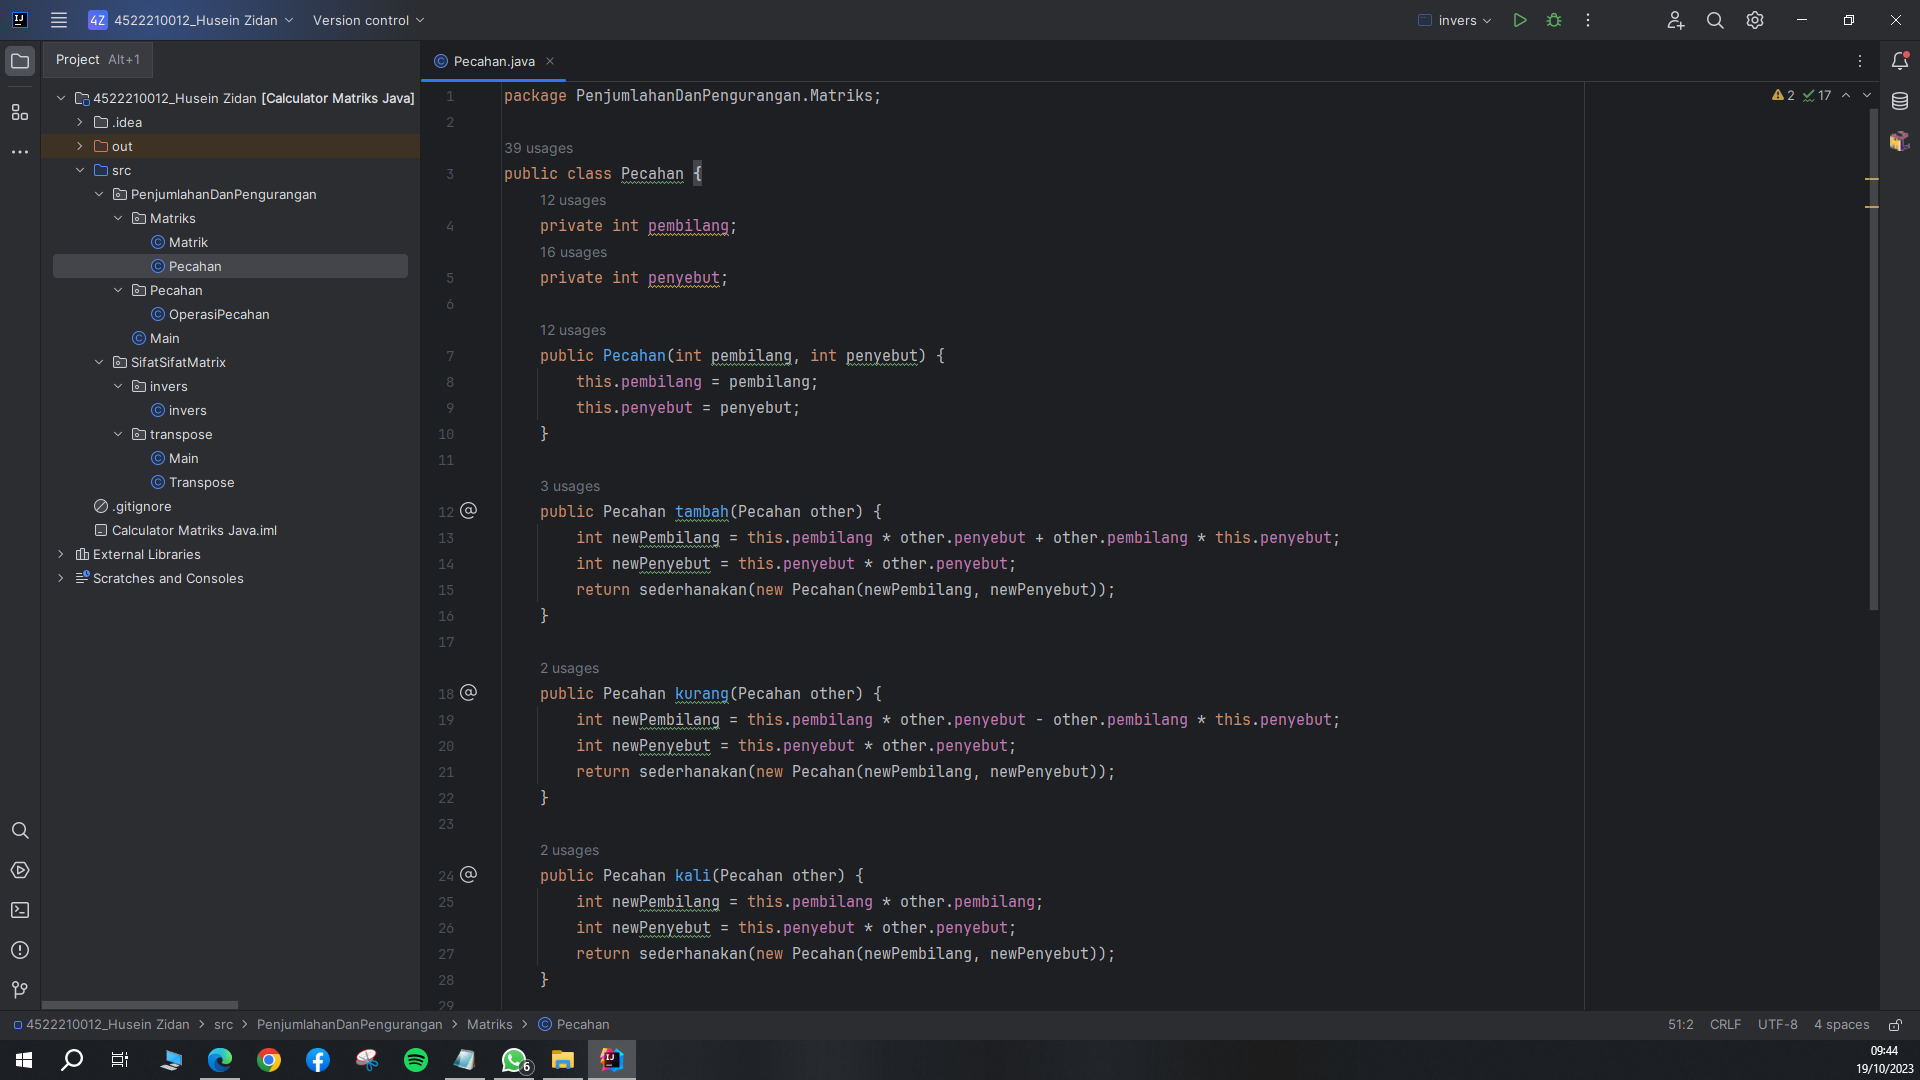 4Z 4522210012_Husein Zidan Version control invers
Project Alt+1
4522210012_Husein Zidan [Calculator Matriks Java]
.idea
out
src
PenjumlahanDanPengurangan
Matriks
Matrik
Pecahan
Pecahan
OperasiPecahan
Main
SifatSifatMatrix
invers
invers
transpose
Main
Transpose
.gitignore
Calculator Matriks Java.iml
External Libraries
Scratches and Consoles
Pecahan.java
2 17
1 package PenjumlahanDanPengurangan.Matriks;
2
39 usages
3 public class Pecahan {
12 usages
4 private int pembilang;
16 usages
5 private int penyebut;
6
12 usages
7 public Pecahan(int pembilang, int penyebut) {
8 this.pembilang = pembilang;
9 this.penyebut = penyebut;
10 }
11
3 usages
12 @ public Pecahan tambah(Pecahan other) {
13 int newPembilang = this.pembilang * other.penyebut + other.pembilang * this.penyebut;
14 int newPenyebut = this.penyebut * other.penyebut;
15 return sederhanakan(new Pecahan(newPembilang, newPenyebut));
16 }
17
2 usages
18 @ public Pecahan kurang(Pecahan other) {
19 int newPembilang = this.pembilang * other.penyebut - other.pembilang * this.penyebut;
20 int newPenyebut = this.penyebut * other.penyebut;
21 return sederhanakan(new Pecahan(newPembilang, newPenyebut));
22 }
23
2 usages
24 @ public Pecahan kali(Pecahan other) {
25 int newPembilang = this.pembilang * other.pembilang;
26 int newPenyebut = this.penyebut * other.penyebut;
27 return sederhanakan(new Pecahan(newPembilang, newPenyebut));
28 }
29
4522210012_Husein Zidan > src > PenjumlahanDanPengurangan > Matriks > Pecahan
51:2 CRLF UTF-8 4 spaces
6
09:44
19/10/2023